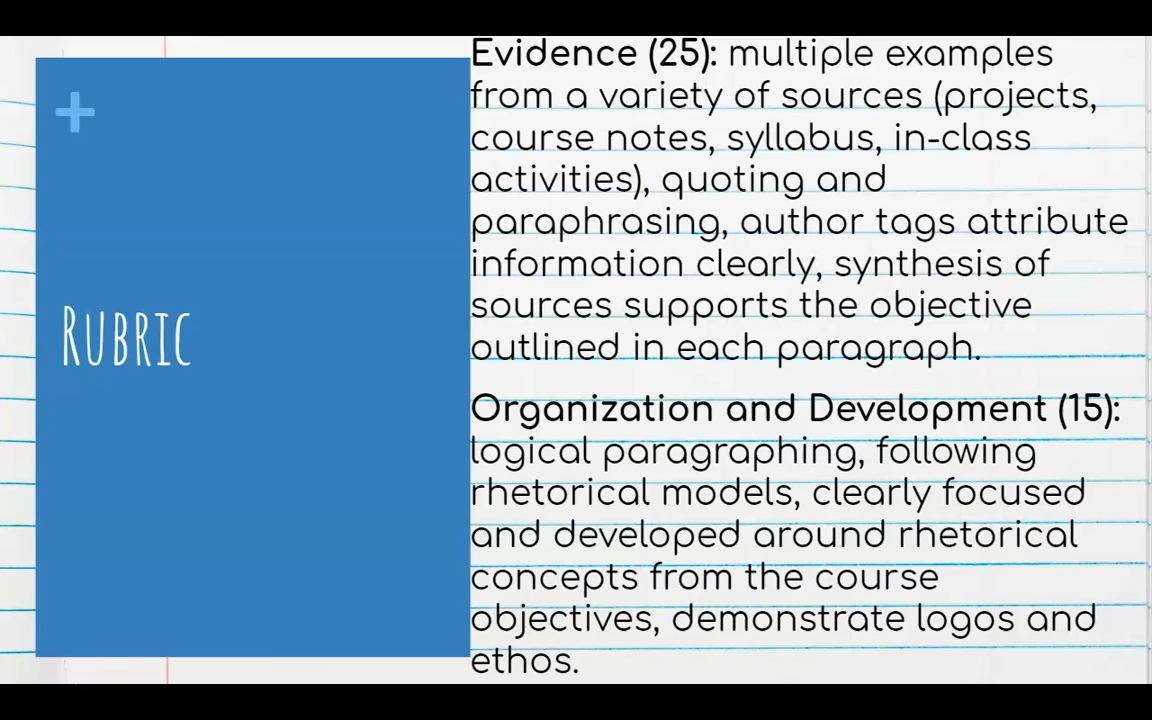 +
Rubric
Evidence (25): multiple examples
from a variety of sources (projects,
course notes, syllabus, in-class
activities), quoting and
paraphrasing, author tags attribute
information clearly, synthesis of
sources supports the objective
outlined in each paragraph.
Organization and Development (15):
logical paragraphing, following
rhetorical models, clearly focused
and developed around rhetorical
concepts from the course
objectives, demonstrate logos and
ethos.